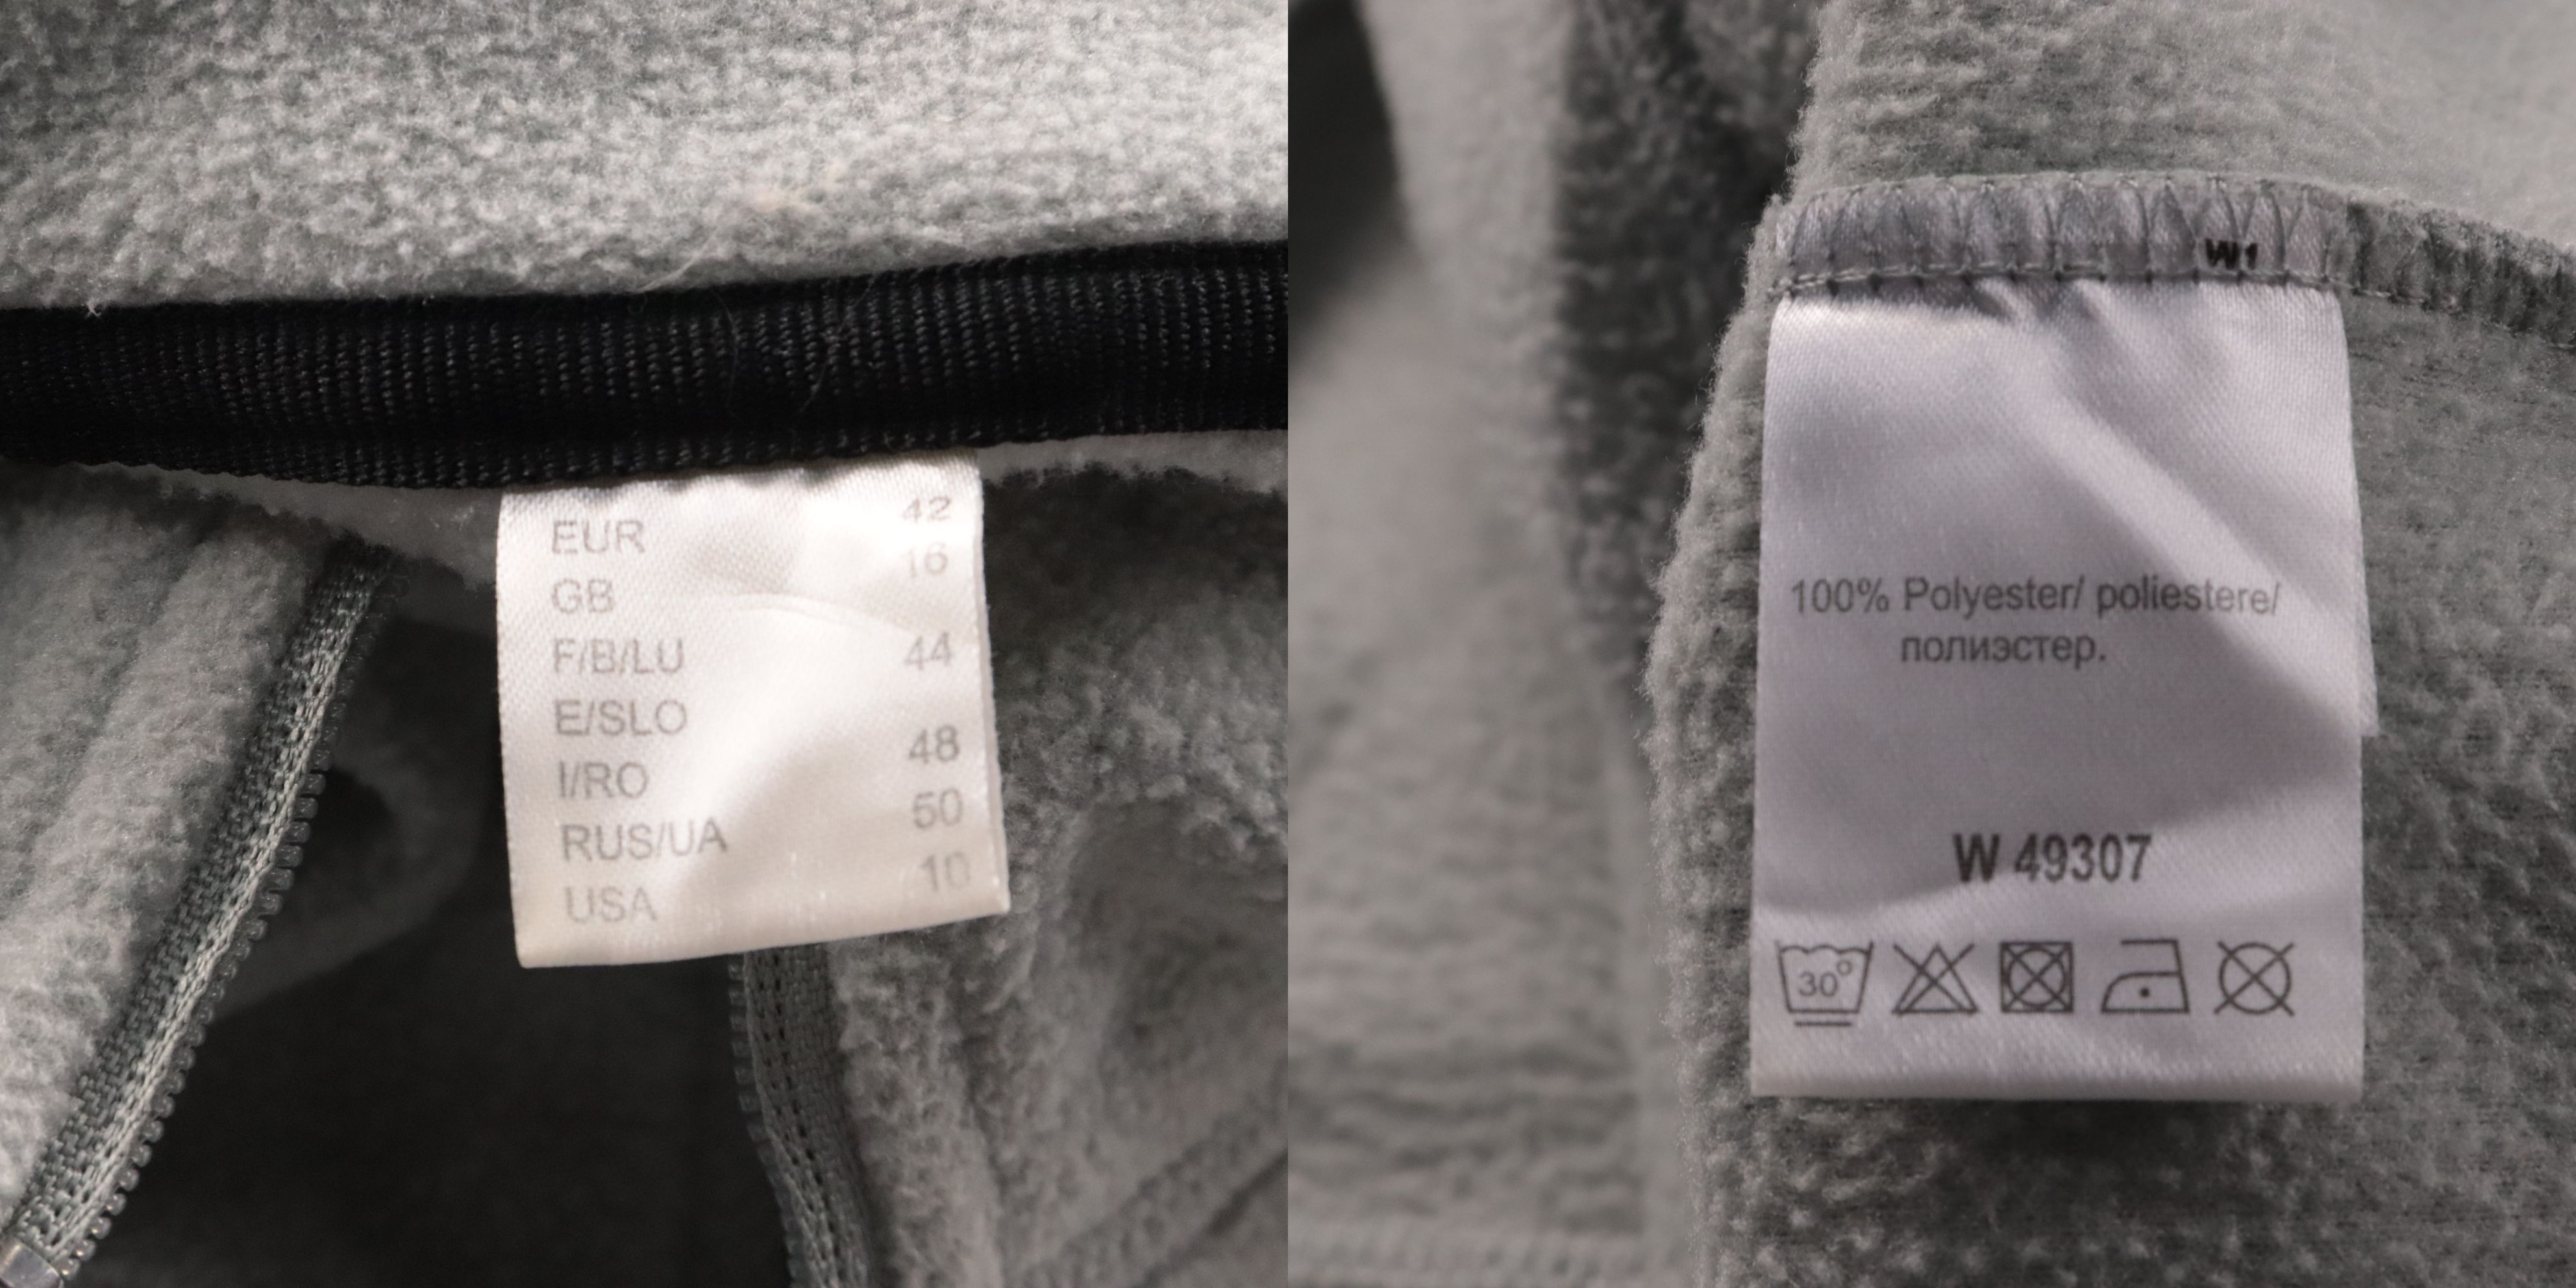 EUR 42
GB 16
F/B/LU 44
E/SLO
I/RO 48
RUS/UA 50
USA 10
W1
100% Polyester/ poliestere/
полиэстер.
W 49307
30°